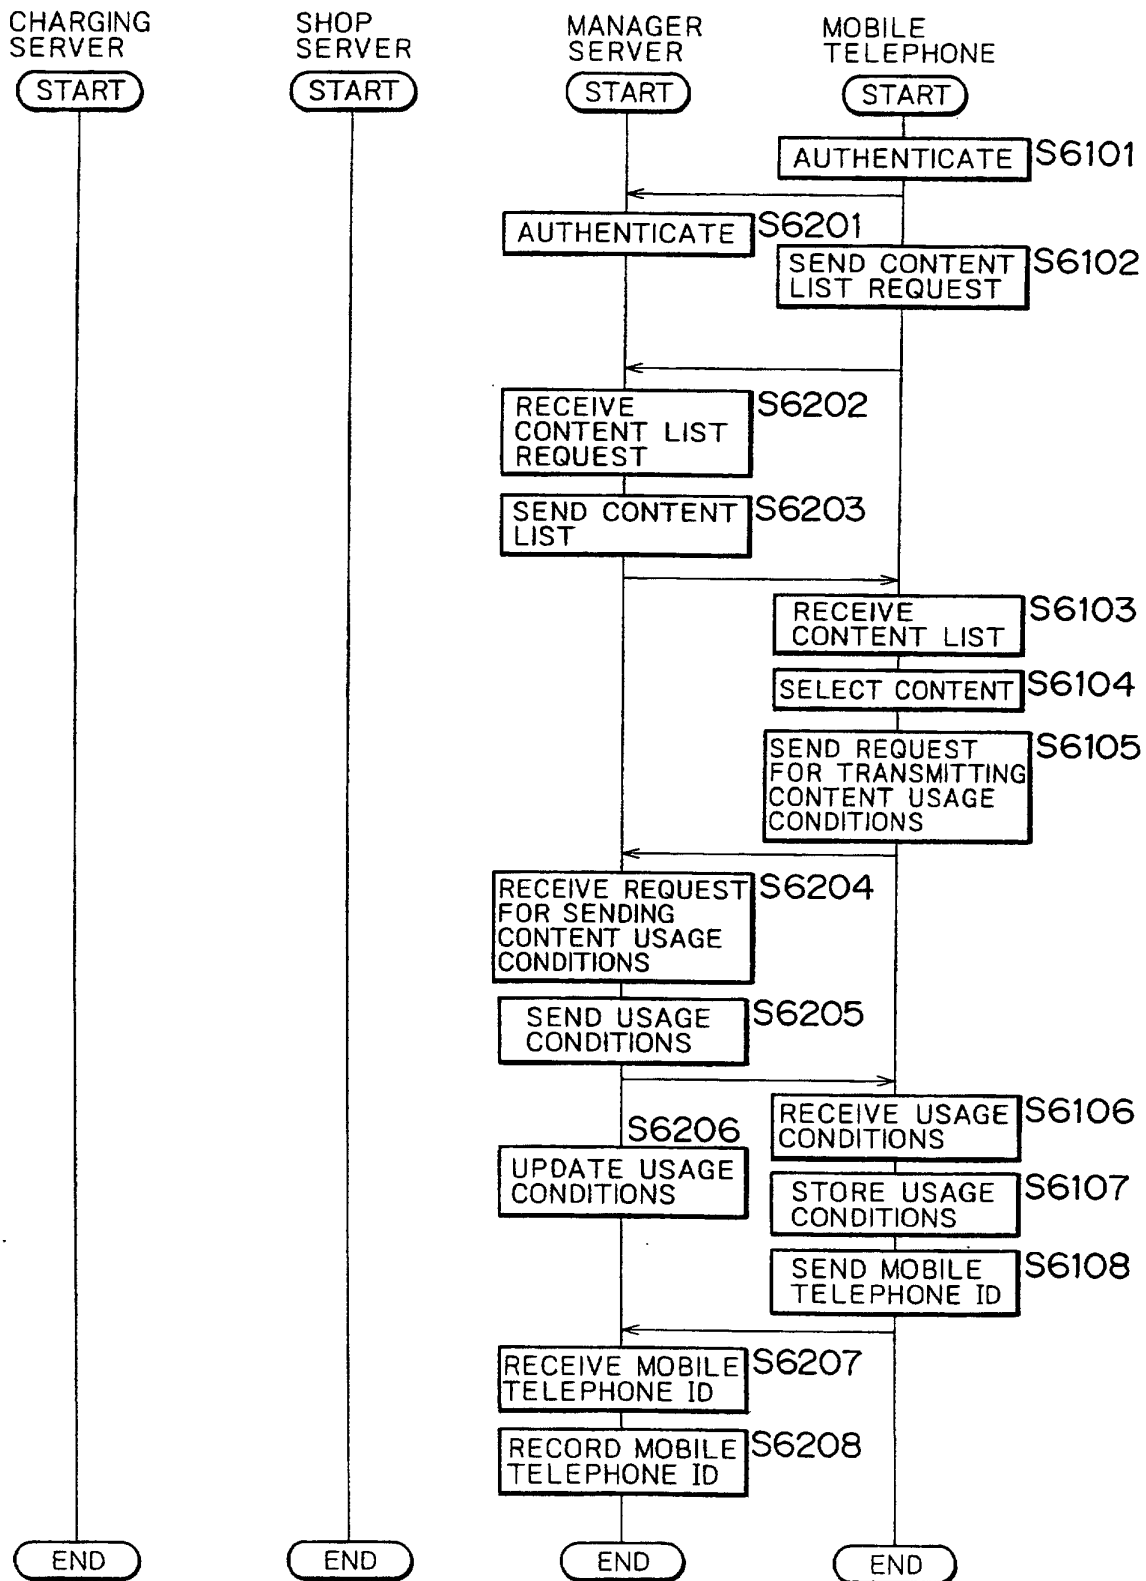 CHARGING
SERVER
SHOP
SERVER
MANAGER
SERVER
MOBILE
TELEPHONE
START
START
START
START
AUTHENTICATE
S6101
AUTHENTICATE
S6201
SEND CONTENT
LIST REQUEST
S6102
RECEIVE
CONTENT LIST
REQUEST
S6202
SEND CONTENT
LIST
S6203
RECEIVE
CONTENT LIST
S6103
SELECT CONTENT
S6104
SEND REQUEST
FOR TRANSMITTING
CONTENT USAGE
CONDITIONS
S6105
RECEIVE REQUEST
FOR SENDING
CONTENT USAGE
CONDITIONS
S6204
SEND USAGE
CONDITIONS
S6205
RECEIVE USAGE
CONDITIONS
S6106
S6206
UPDATE USAGE
CONDITIONS
STORE USAGE
CONDITIONS
S6107
SEND MOBILE
TELEPHONE ID
S6108
RECEIVE MOBILE
TELEPHONE ID
S6207
RECORD MOBILE
TELEPHONE ID
S6208
END
END
END
END